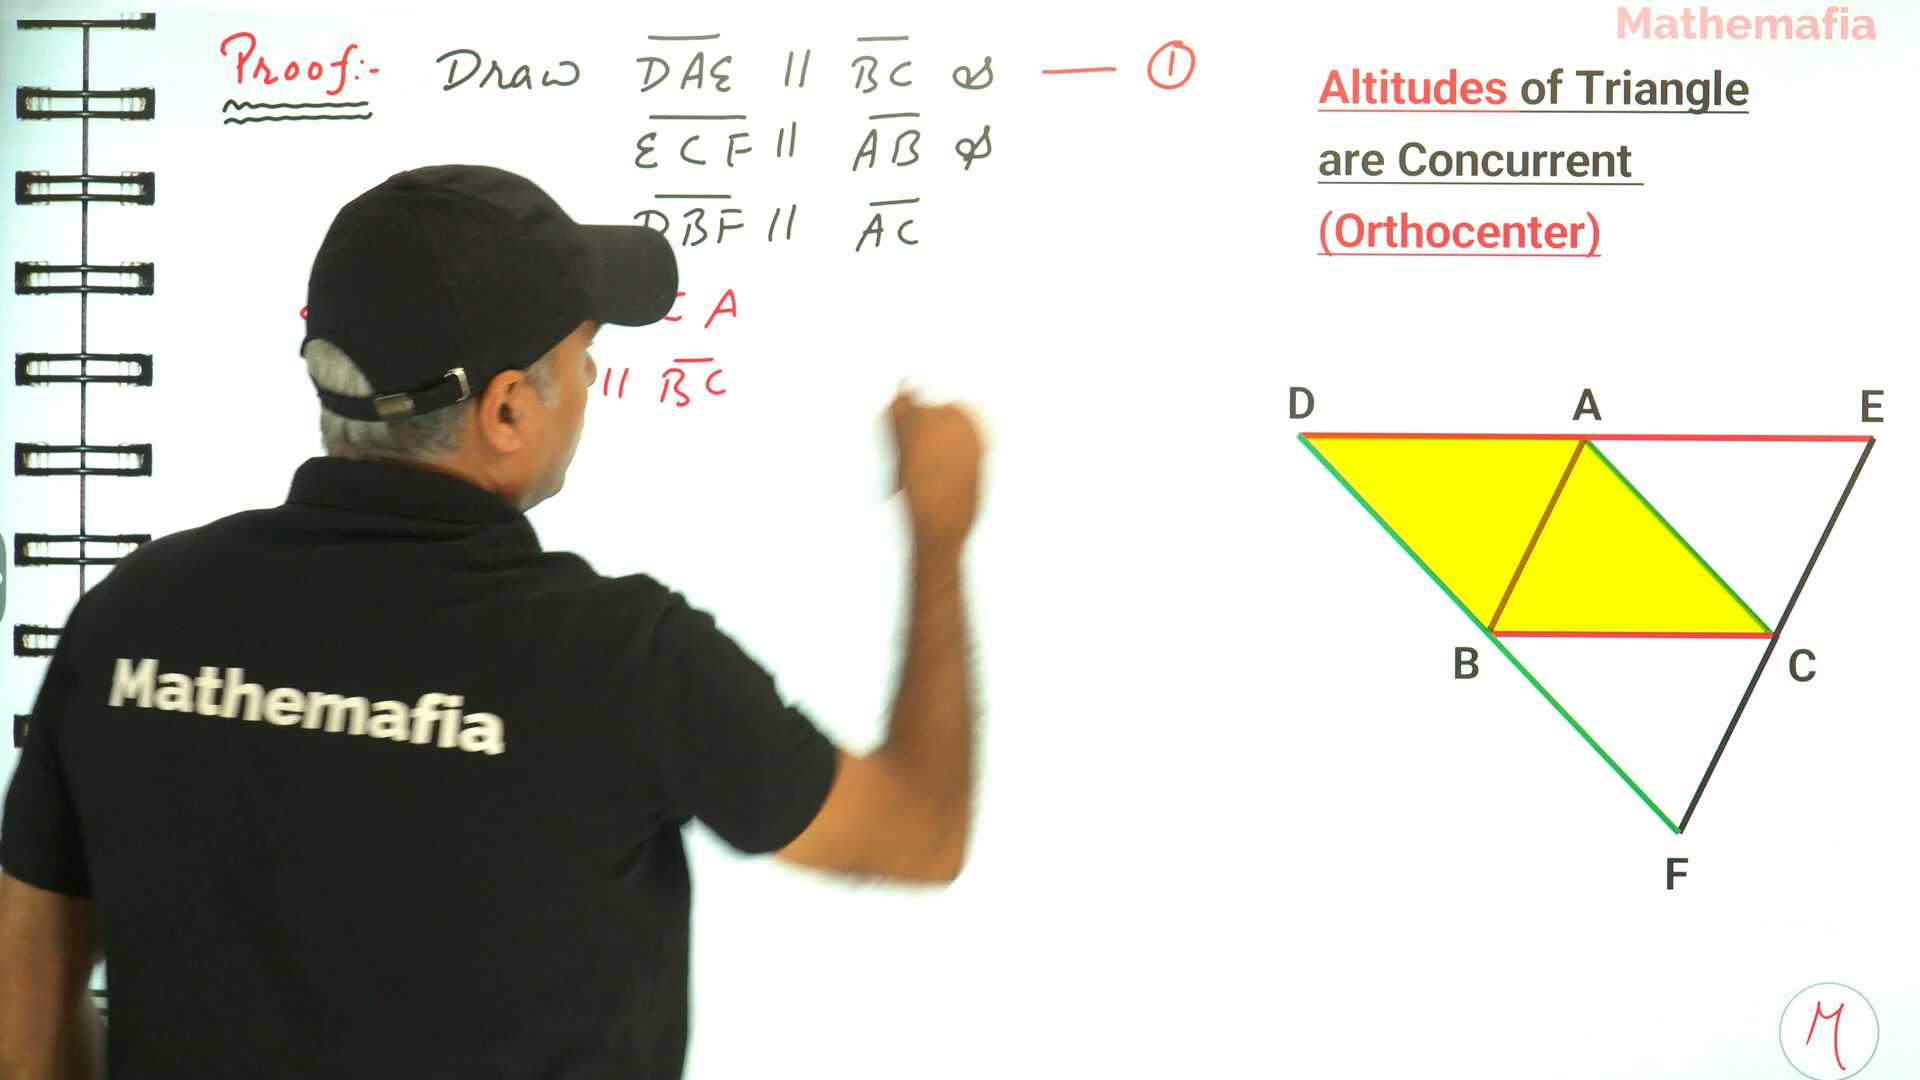 Mathemafia
Proof:- Draw DAE || BC & — ①
ECF || AB &
DBF || AC
C A
|| BC
Altitudes of Triangle
are Concurrent
(Orthocenter)
D A E
B C
F
Mathemafia
M